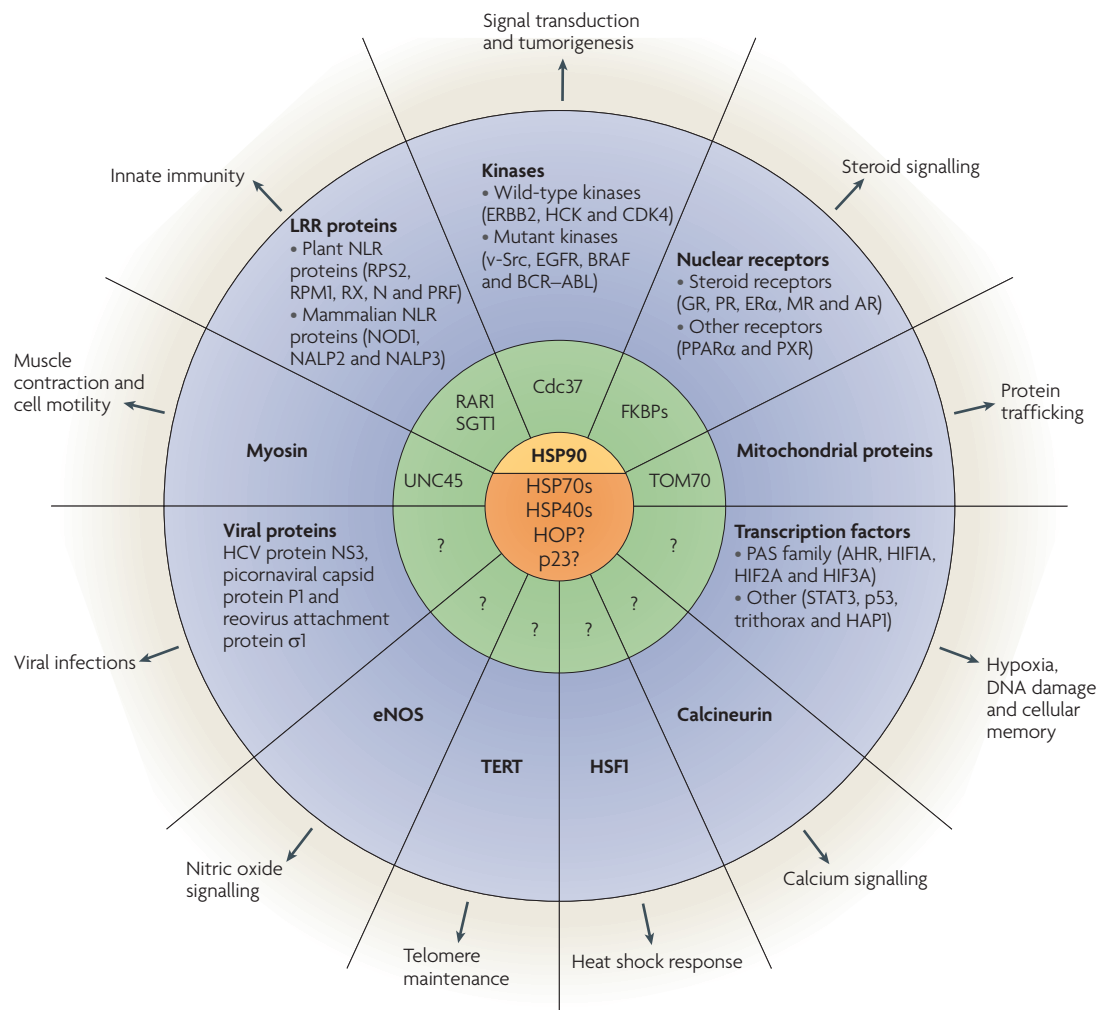 Signal transduction
and tumorigenesis
Innate immunity
Steroid signalling
Kinases
• Wild-type kinases
(ERBB2, HCK and CDK4)
• Mutant kinases
(v-Src, EGFR, BRAF
and BCR–ABL)
LRR proteins
• Plant NLR
proteins (RPS2,
RPM1, RX, N and PRF)
• Mammalian NLR
proteins (NOD1,
NALP2 and NALP3)
Nuclear receptors
• Steroid receptors
(GR, PR, ERα, MR and AR)
• Other receptors
(PPARα and PXR)
Muscle
contraction and
cell motility
Protein
trafficking
Cdc37
RAR1
SGT1
FKBPs
Myosin
HSP90
Mitochondrial proteins
UNC45
HSP70s
HSP40s
HOP?
p23?
TOM70
Viral proteins
HCV protein NS3,
picornaviral capsid
protein P1 and
reovirus attachment
protein σ1
?
?
?
?
?
?
Transcription factors
• PAS family (AHR, HIF1A,
HIF2A and HIF3A)
• Other (STAT3, p53,
trithorax and HAP1)
Viral infections
Hypoxia,
DNA damage
and cellular
memory
eNOS
Calcineurin
TERT
HSF1
Nitric oxide
signalling
Calcium signalling
Telomere
maintenance
Heat shock response